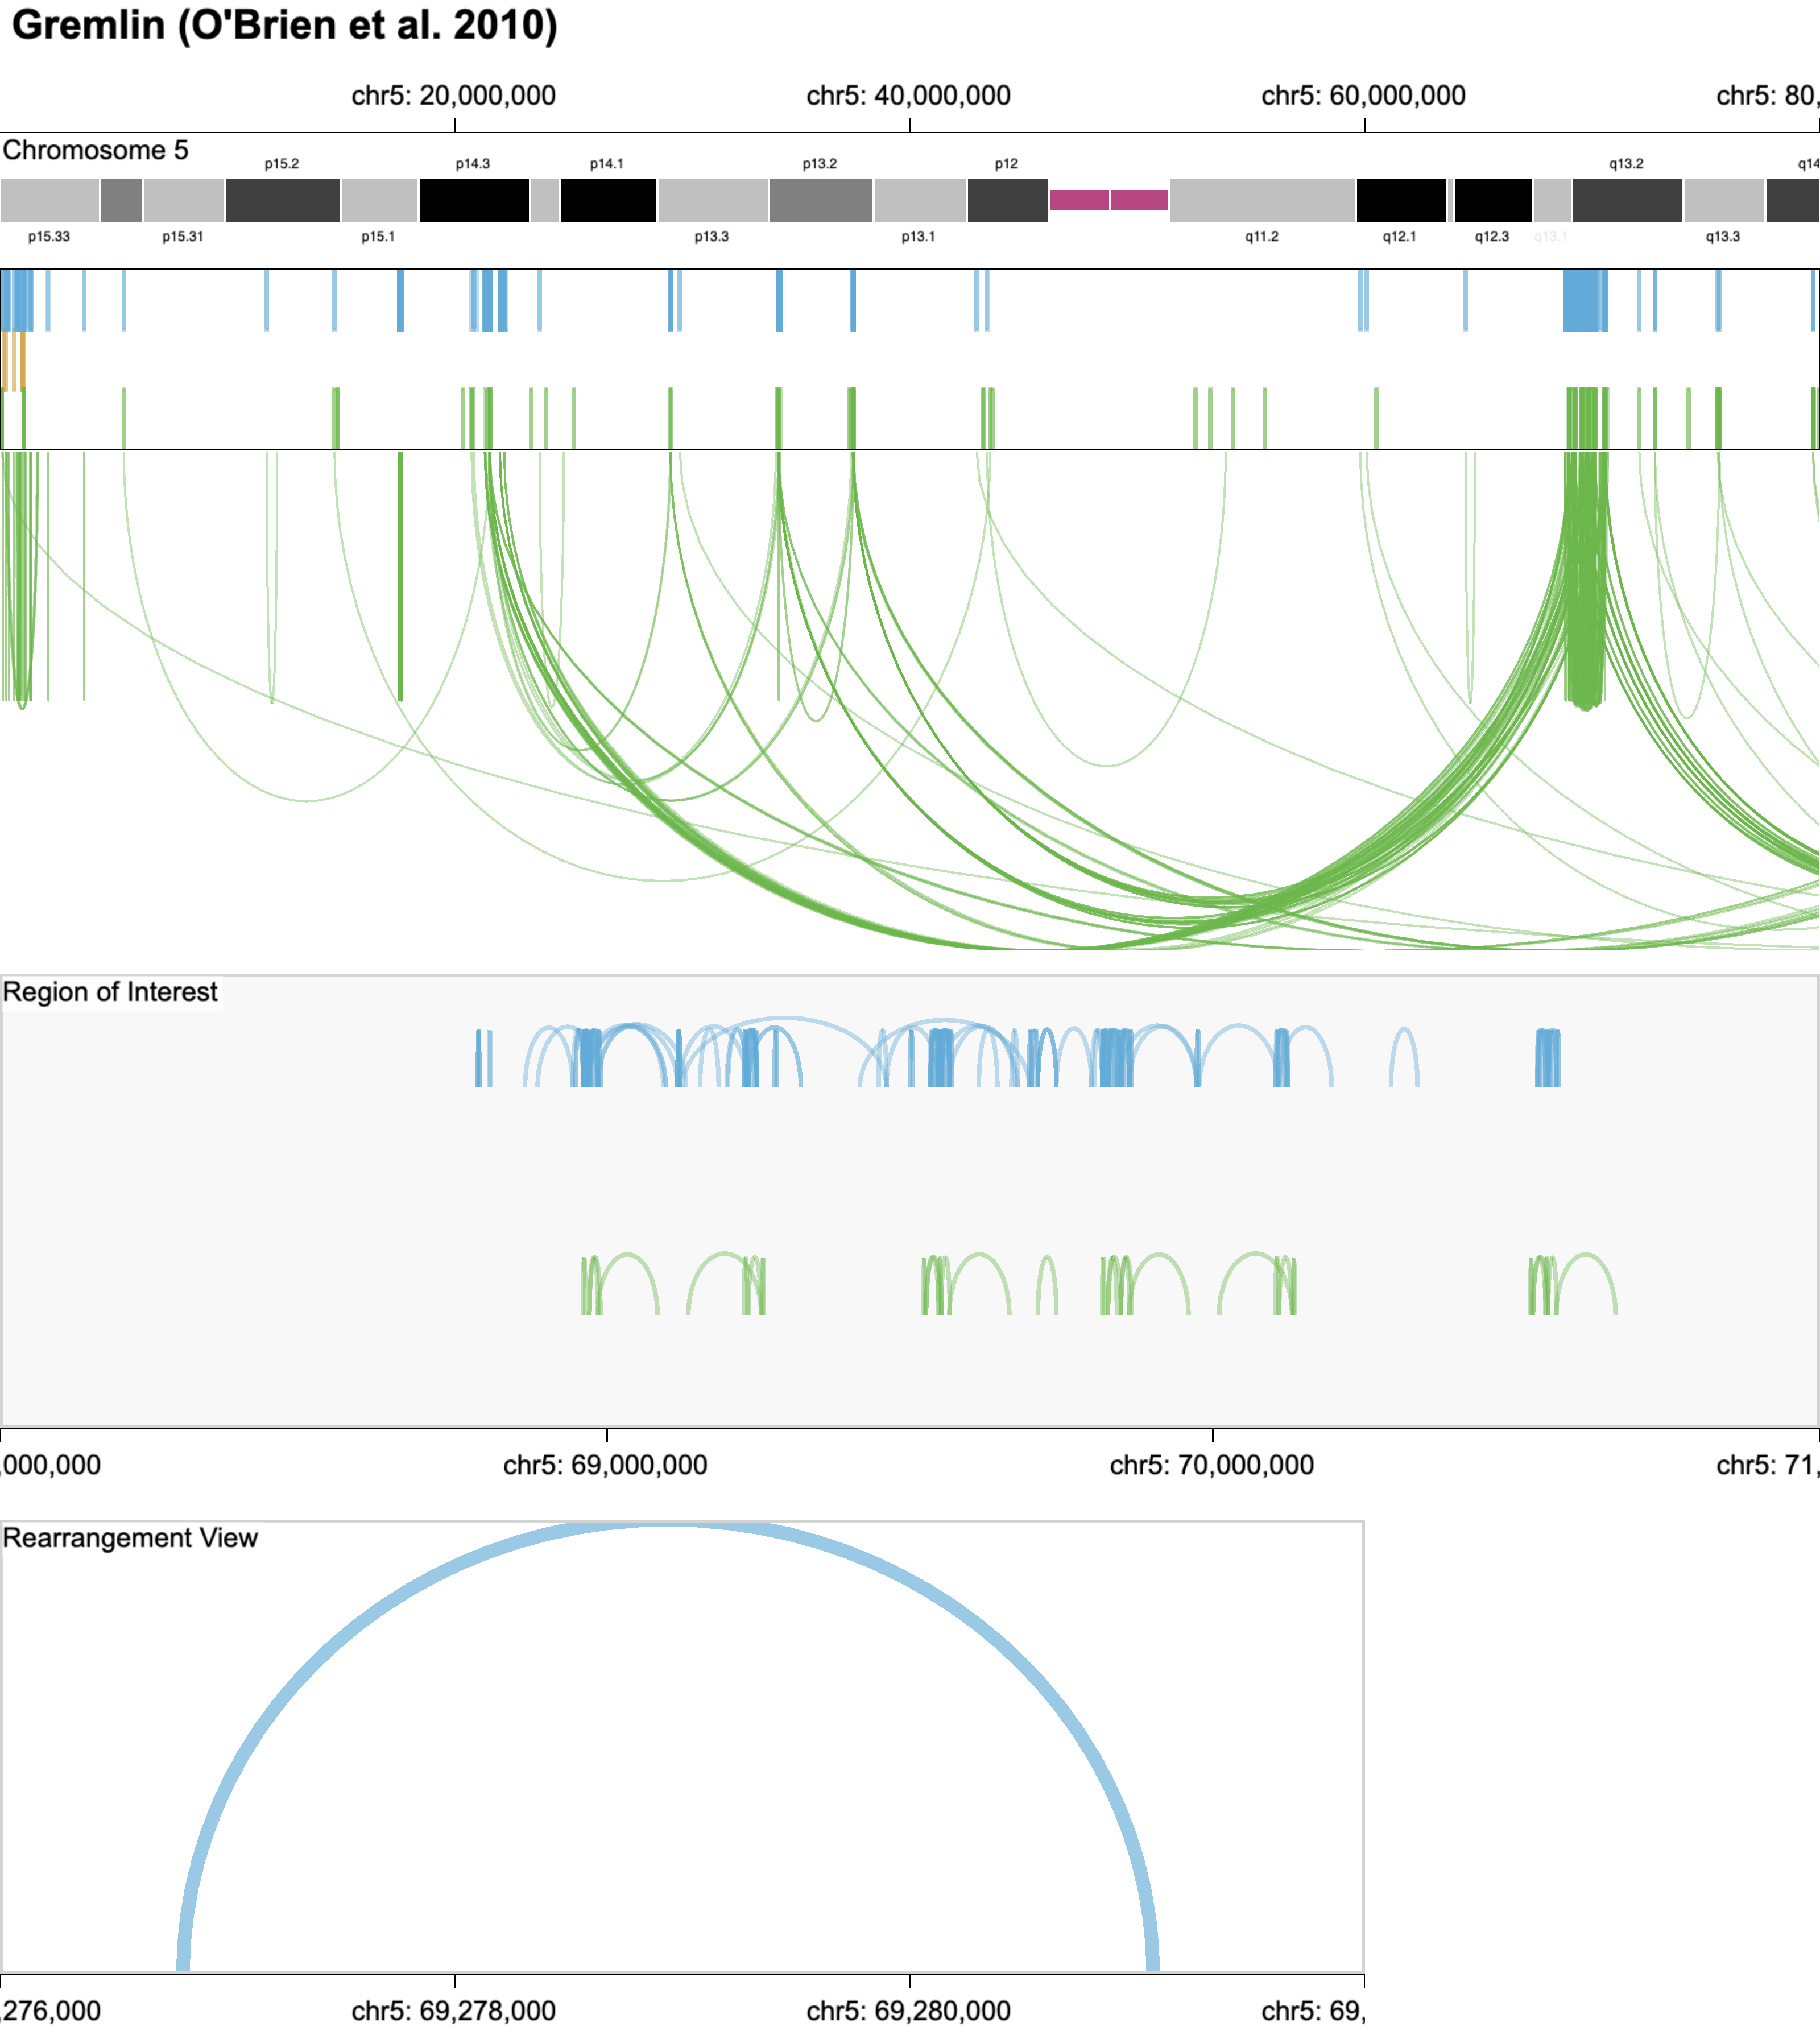 Gremlin (O'Brien et al. 2010)
chr5: 20,000,000 chr5: 40,000,000 chr5: 60,000,000 chr5: 80,
Chromosome 5
p15.2 p14.3 p14.1 p13.2 p12 q13.2 q14
p15.33 p15.31 p15.1 p13.3 p13.1 q11.2 q12.1 q12.3 q13.1 q13.3
Region of Interest
,000,000 chr5: 69,000,000 chr5: 70,000,000 chr5: 71,
Rearrangement View
,276,000 chr5: 69,278,000 chr5: 69,280,000 chr5: 69,